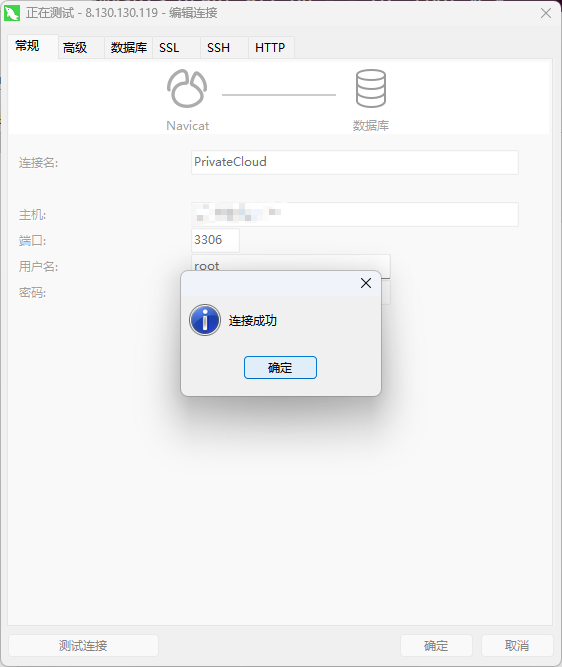 正在测试 - 8.130.130.119 - 编辑连接
常规 高级 数据库 SSL SSH HTTP
Navicat 数据库
连接名: PrivateCloud
主机:
端口: 3306
用户名: root
密码:
连接成功
确定
测试连接 确定 取消